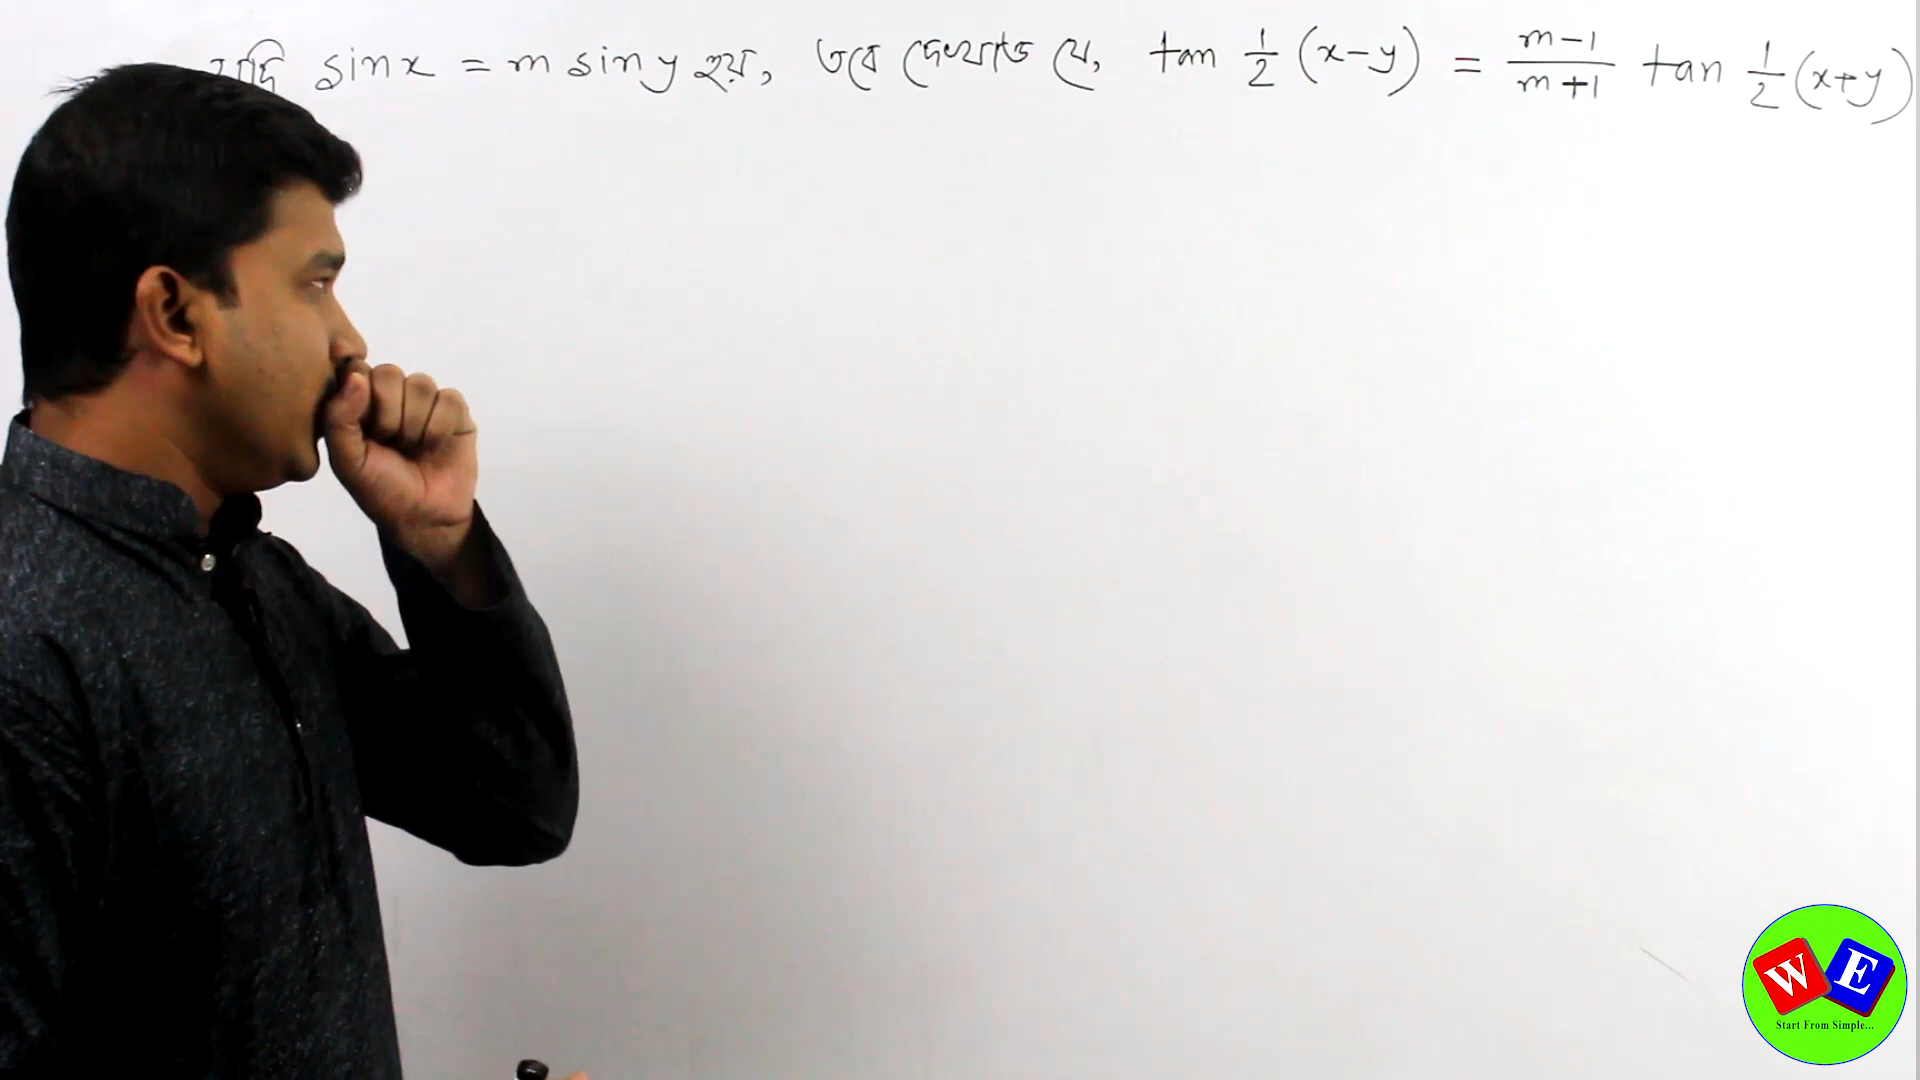 যদি sin x = m sin y হয়, তবে দেখাও যে, tan 1/2 (x-y) = m-1/m+1 tan 1/2 (x+y)
W E
Start From Simple...